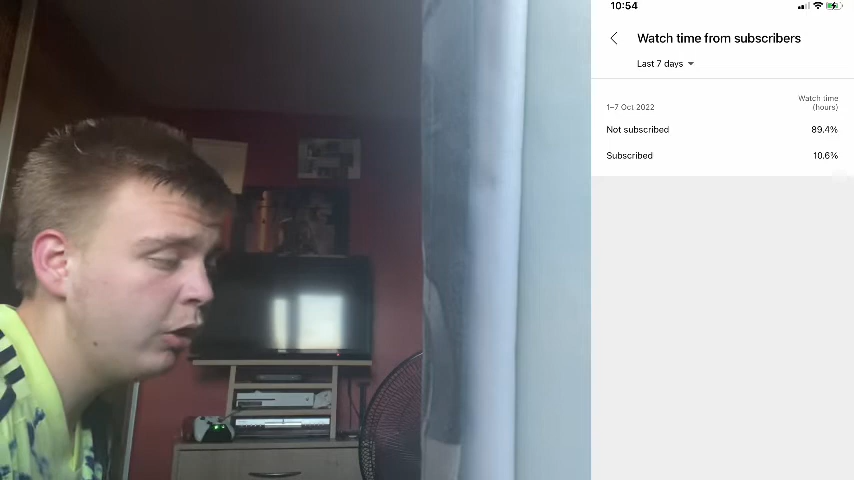 10:54
Watch time from subscribers
Last 7 days
1–7 Oct 2022
Watch time
(hours)
Not subscribed
89.4%
Subscribed
10.6%